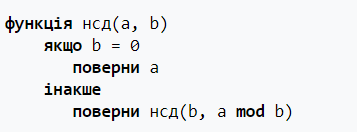 функція нсд(a, b)
якщо b = 0
поверни a
інакше
поверни нсд(b, a mod b)